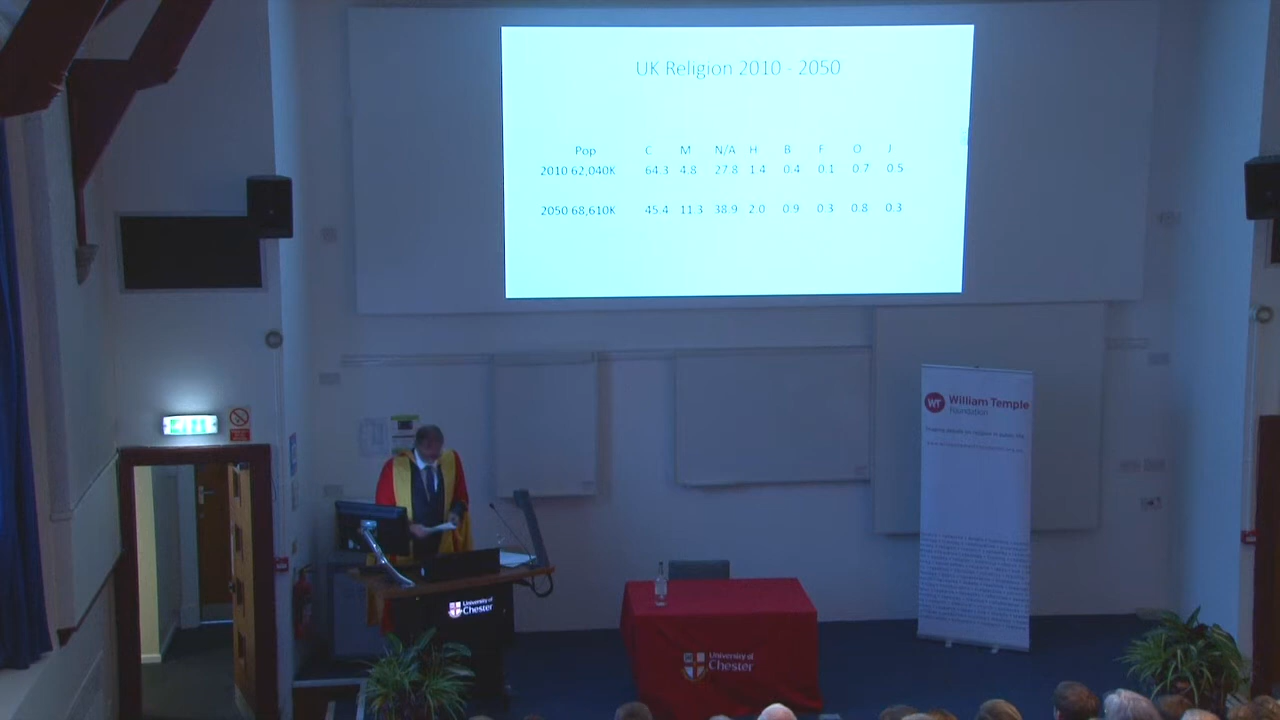 UK Religion 2010 - 2050
Pop C M N/A H B F O J
2010 62,040K 64.3 4.8 27.8 1.4 0.4 0.1 0.7 0.5
2050 68,610K 45.4 11.3 38.9 2.0 0.9 0.3 0.8 0.3
WT William Temple
Foundation
University of
Chester
University of
Chester